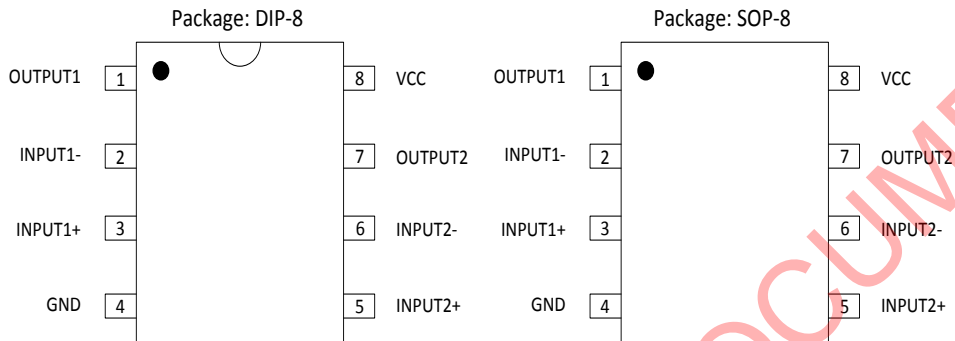 Package: DIP-8
OUTPUT1 1 8 VCC
INPUT1- 2 7 OUTPUT2
INPUT1+ 3 6 INPUT2-
GND 4 5 INPUT2+
Package: SOP-8
OUTPUT1 1 8 VCC
INPUT1- 2 7 OUTPUT2
INPUT1+ 3 6 INPUT2-
GND 4 5 INPUT2+